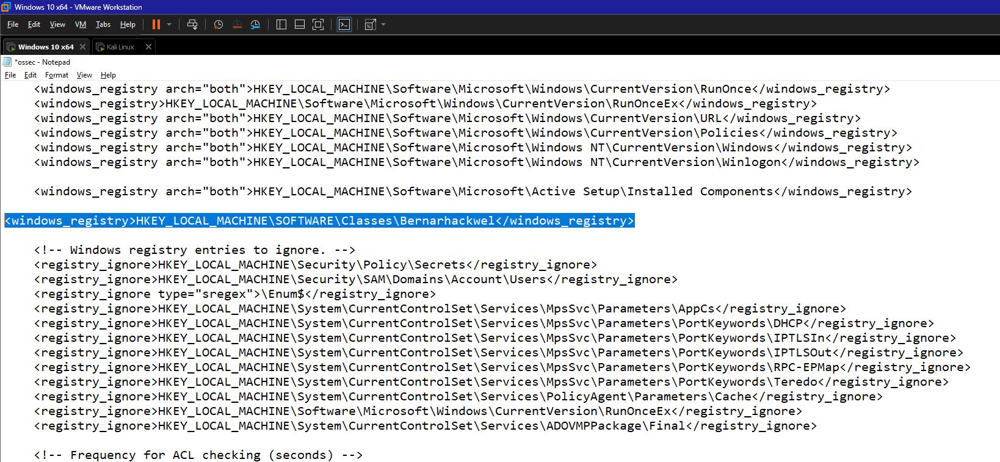 Windows 10 x64 - VMware Workstation
File Edit View VM Tabs Help
Windows 10 x64 Kali Linux
*ossec - Notepad
File Edit Format View Help
<windows_registry arch="both">HKEY_LOCAL_MACHINE\Software\Microsoft\Windows\CurrentVersion\RunOnce</windows_registry>
<windows_registry>HKEY_LOCAL_MACHINE\Software\Microsoft\Windows\CurrentVersion\RunOnceEx</windows_registry>
<windows_registry arch="both">HKEY_LOCAL_MACHINE\Software\Microsoft\Windows\CurrentVersion\URL</windows_registry>
<windows_registry arch="both">HKEY_LOCAL_MACHINE\Software\Microsoft\Windows\CurrentVersion\Policies</windows_registry>
<windows_registry arch="both">HKEY_LOCAL_MACHINE\Software\Microsoft\Windows NT\CurrentVersion\Windows</windows_registry>
<windows_registry arch="both">HKEY_LOCAL_MACHINE\Software\Microsoft\Windows NT\CurrentVersion\Winlogon</windows_registry>
<windows_registry arch="both">HKEY_LOCAL_MACHINE\Software\Microsoft\Active Setup\Installed Components</windows_registry>
<windows_registry>HKEY_LOCAL_MACHINE\SOFTWARE\Classes\Bernarhackwel</windows_registry>
<!-- Windows registry entries to ignore. -->
<registry_ignore>HKEY_LOCAL_MACHINE\Security\Policy\Secrets</registry_ignore>
<registry_ignore>HKEY_LOCAL_MACHINE\Security\SAM\Domains\Account\Users</registry_ignore>
<registry_ignore type="sregex">\Enum$</registry_ignore>
<registry_ignore>HKEY_LOCAL_MACHINE\System\CurrentControlSet\Services\MpsSvc\Parameters\AppCs</registry_ignore>
<registry_ignore>HKEY_LOCAL_MACHINE\System\CurrentControlSet\Services\MpsSvc\Parameters\PortKeywords\DHCP</registry_ignore>
<registry_ignore>HKEY_LOCAL_MACHINE\System\CurrentControlSet\Services\MpsSvc\Parameters\PortKeywords\IPTLSIn</registry_ignore>
<registry_ignore>HKEY_LOCAL_MACHINE\System\CurrentControlSet\Services\MpsSvc\Parameters\PortKeywords\IPTLSOut</registry_ignore>
<registry_ignore>HKEY_LOCAL_MACHINE\System\CurrentControlSet\Services\MpsSvc\Parameters\PortKeywords\RPC-EPMap</registry_ignore>
<registry_ignore>HKEY_LOCAL_MACHINE\System\CurrentControlSet\Services\MpsSvc\Parameters\PortKeywords\Teredo</registry_ignore>
<registry_ignore>HKEY_LOCAL_MACHINE\System\CurrentControlSet\Services\PolicyAgent\Parameters\Cache</registry_ignore>
<registry_ignore>HKEY_LOCAL_MACHINE\Software\Microsoft\Windows\CurrentVersion\RunOnceEx</registry_ignore>
<registry_ignore>HKEY_LOCAL_MACHINE\System\CurrentControlSet\Services\ADOVMPPackage\Final</registry_ignore>
<!-- Frequency for ACL checking (seconds) -->